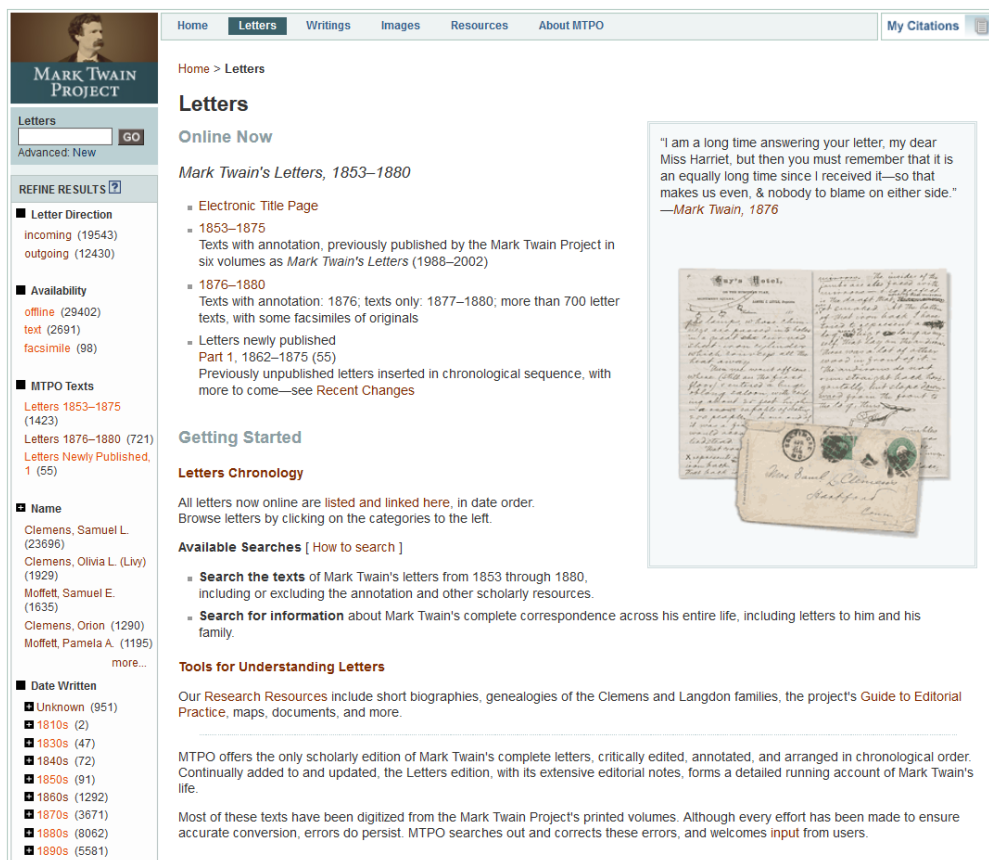 Home
Letters
Writings
Images
Resources
About MTPO
My Citations
MARK TWAIN
PROJECT
Letters
GO
Advanced: New
REFINE RESULTS ?
Letter Direction
incoming (19543)
outgoing (12430)
Availability
offline (29402)
text (2691)
facsimile (98)
MTPO Texts
Letters 1853–1875
(1423)
Letters 1876–1880 (721)
Letters Newly Published,
1 (55)
Name
Clemens, Samuel L.
(23696)
Clemens, Olivia L. (Livy)
(1929)
Moffett, Samuel E.
(1635)
Clemens, Orion (1290)
Moffett, Pamela A. (1195)
more...
Date Written
Unknown (951)
1810s (2)
1830s (47)
1840s (72)
1850s (91)
1860s (1292)
1870s (3671)
1880s (8062)
1890s (5581)
Home > Letters
Letters
Online Now
Mark Twain's Letters, 1853–1880
Electronic Title Page
1853–1875
Texts with annotation, previously published by the Mark Twain Project in
six volumes as Mark Twain's Letters (1988–2002)
1876–1880
Texts with annotation: 1876; texts only: 1877–1880; more than 700 letter
texts, with some facsimiles of originals
Letters newly published
Part 1, 1862–1875 (55)
Previously unpublished letters inserted in chronological sequence, with
more to come—see Recent Changes
Getting Started
Letters Chronology
All letters now online are listed and linked here, in date order.
Browse letters by clicking on the categories to the left.
Available Searches [ How to search ]
Search the texts of Mark Twain's letters from 1853 through 1880,
including or excluding the annotation and other scholarly resources.
Search for information about Mark Twain's complete correspondence across his entire life, including letters to him and his
family.
Tools for Understanding Letters
Our Research Resources include short biographies, genealogies of the Clemens and Langdon families, the project's Guide to Editorial
Practice, maps, documents, and more.
MTPO offers the only scholarly edition of Mark Twain's complete letters, critically edited, annotated, and arranged in chronological order.
Continually added to and updated, the Letters edition, with its extensive editorial notes, forms a detailed running account of Mark Twain's
life.
Most of these texts have been digitized from the Mark Twain Project's printed volumes. Although every effort has been made to ensure
accurate conversion, errors do persist. MTPO searches out and corrects these errors, and welcomes input from users.
“I am a long time answering your letter, my dear
Miss Harriet, but then you must remember that it is
an equally long time since I received it—so that
makes us even, & nobody to blame on either side.”
—Mark Twain, 1876
Guy's Hotel,
Mrs. Saml. L. Clemens
Hartford
Conn